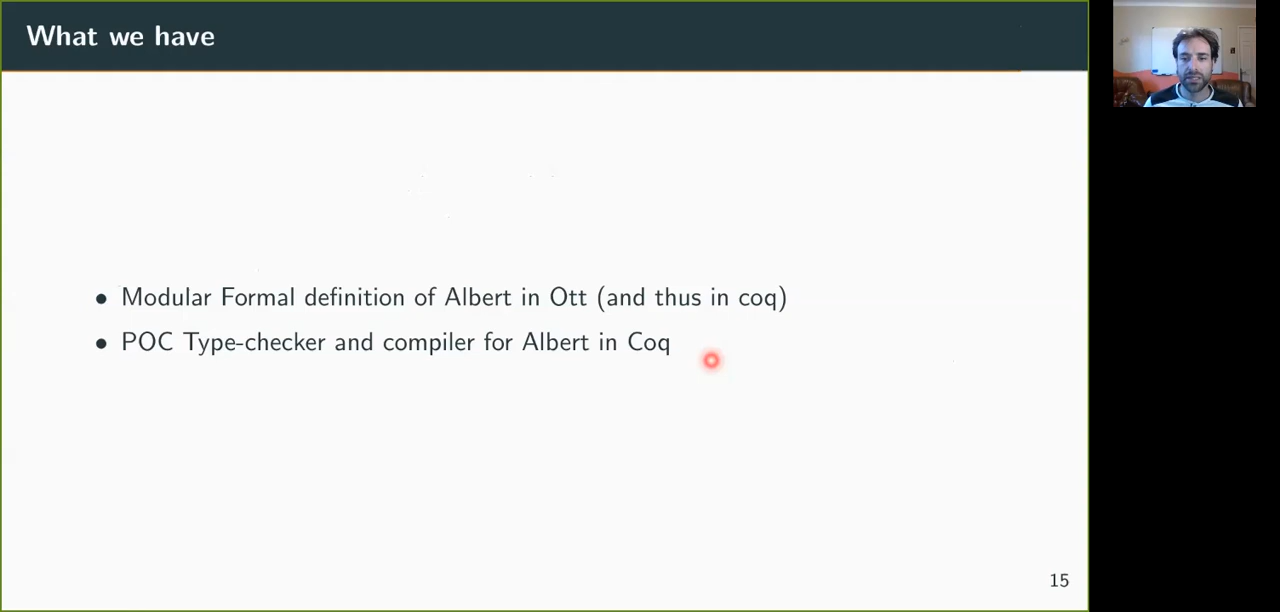 What we have
• Modular Formal definition of Albert in Ott (and thus in coq)
• POC Type-checker and compiler for Albert in Coq
15